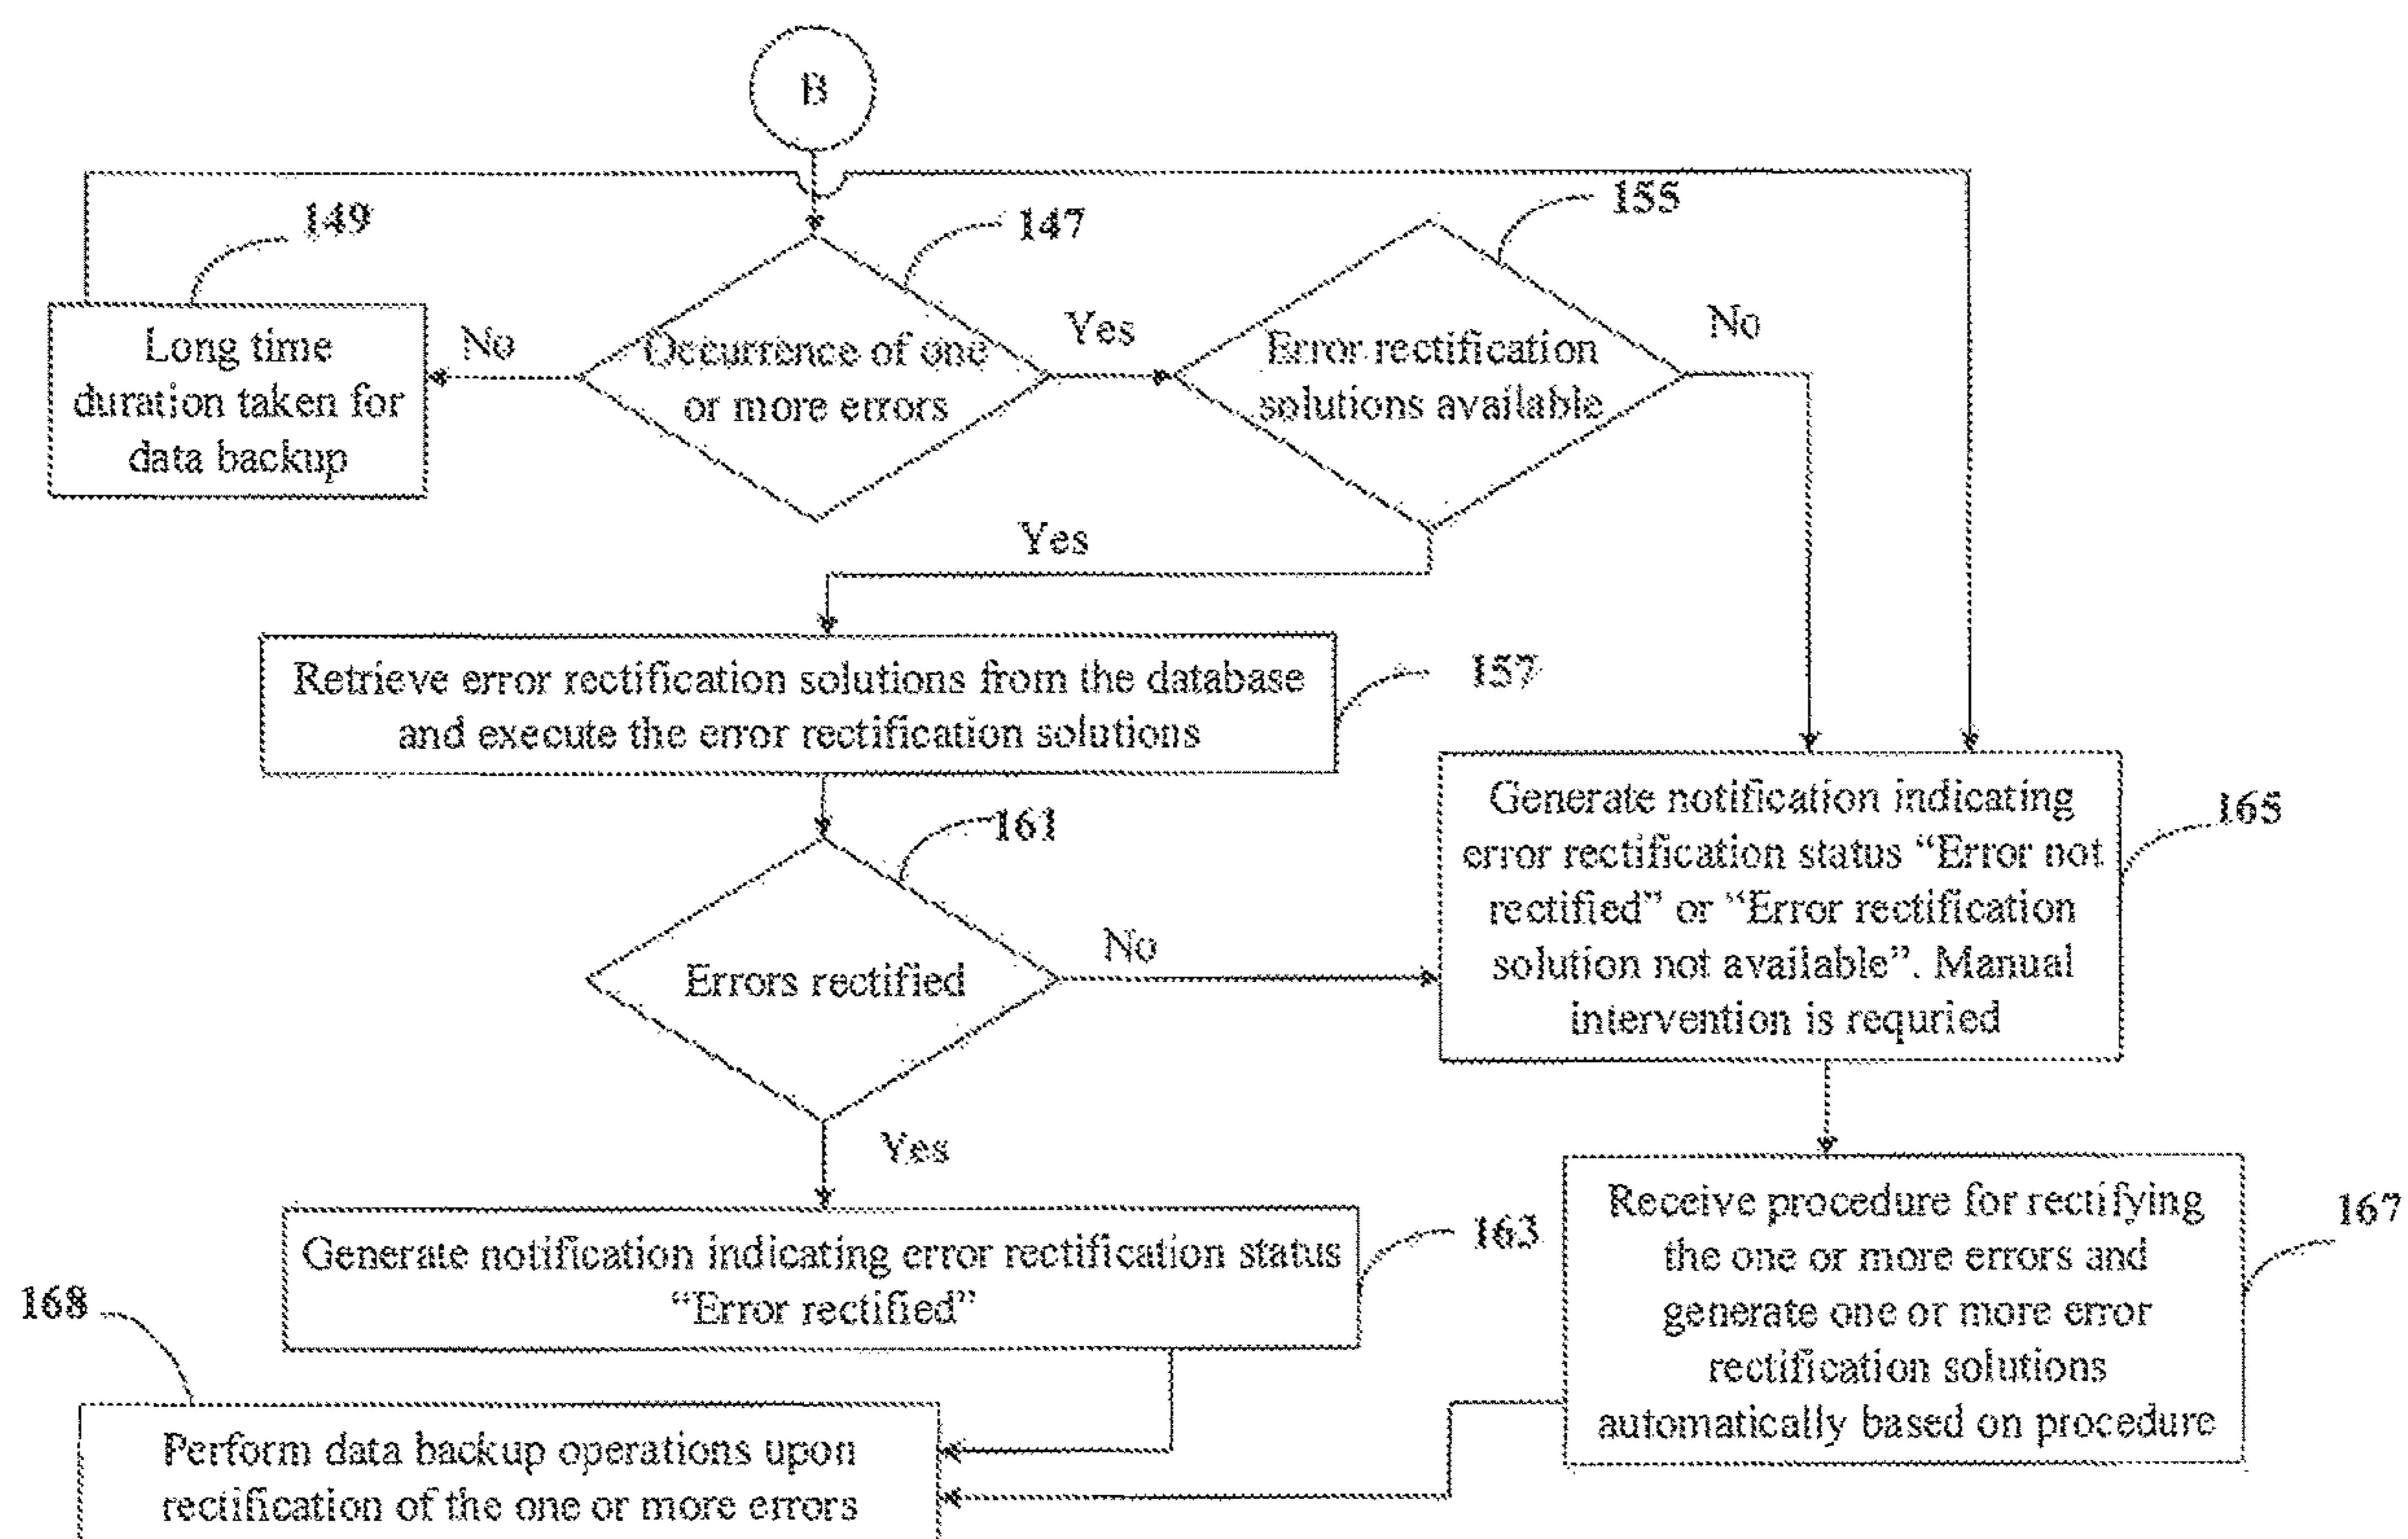 B
149
147
155
Long time
duration taken for
data backup
No
Occurrence of one
or more errors
Yes
Error rectification
solutions available
No
Yes
Retrieve error rectification solutions from the database
and execute the error rectification solutions
157
161
Errors rectified
No
Generate notification indicating
error rectification status “Error not
rectified” or “Error rectification
solution not available”. Manual
intervention is requried
165
Yes
Generate notification indicating error rectification status
“Error rectified”
163
Receive procedure for rectifying
the one or more errors and
generate one or more error
rectification solutions
automatically based on procedure
167
168
Perform data backup operations upon
rectification of the one or more errors